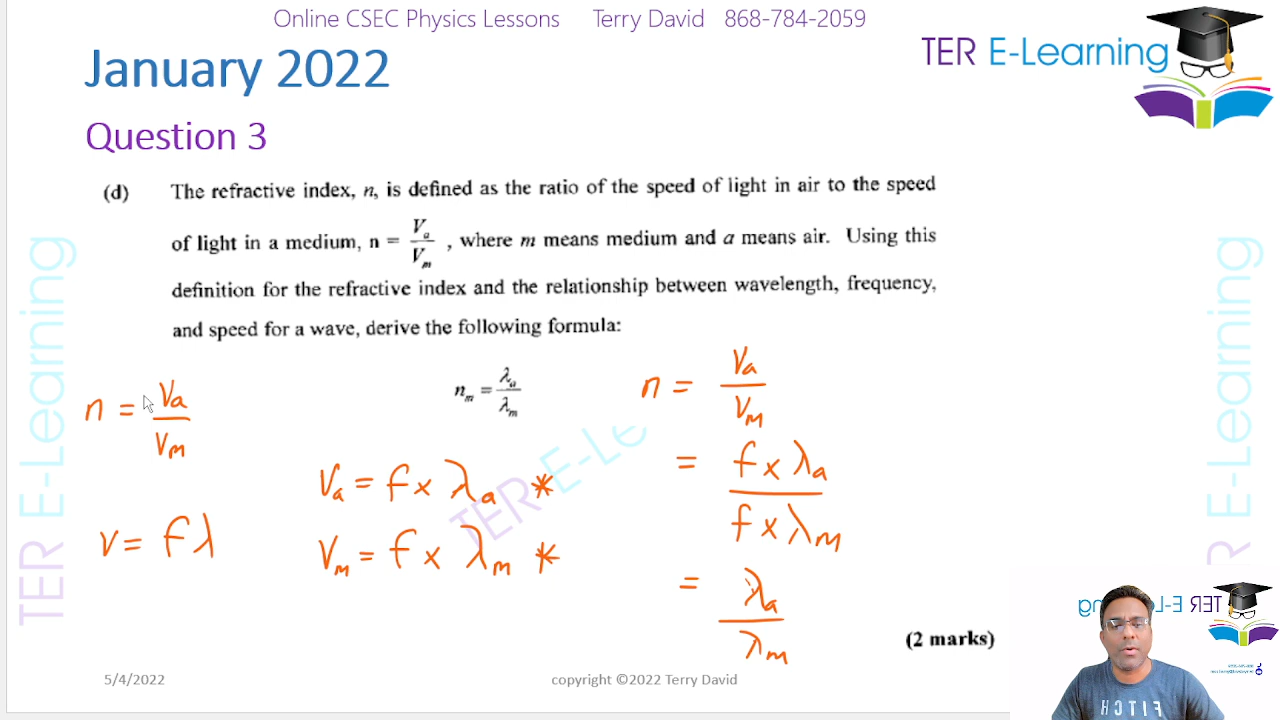 Online CSEC Physics Lessons Terry David 868-784-2059
TER E-Learning
January 2022
Question 3
(d) The refractive index, n, is defined as the ratio of the speed of light in air to the speed
of light in a medium, n = Va/Vm , where m means medium and a means air. Using this
definition for the refractive index and the relationship between wavelength, frequency,
and speed for a wave, derive the following formula:
nm = λa/λm
n = Va/Vm
v = fλ
Va = f x λa *
Vm = f x λm *
n = Va/Vm
= f x λa / f x λm
= λa/λm
(2 marks)
TER E-Learning
TER E-Learning
TER E-Learning
TER E-Learning
FITCH
5/4/2022
copyright ©2022 Terry David